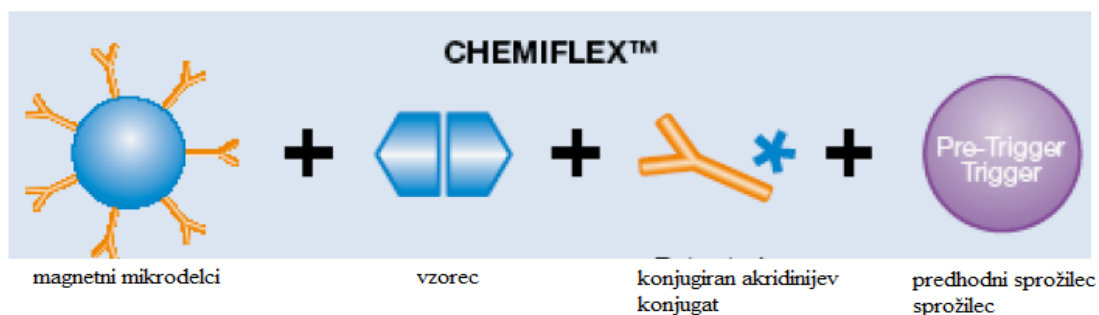 CHEMIFLEX™
Pre-Trigger
Trigger
magnetni mikrodelci
vzorec
konjugiran akridinijev
konjugat
predhodni sprožilec
sprožilec